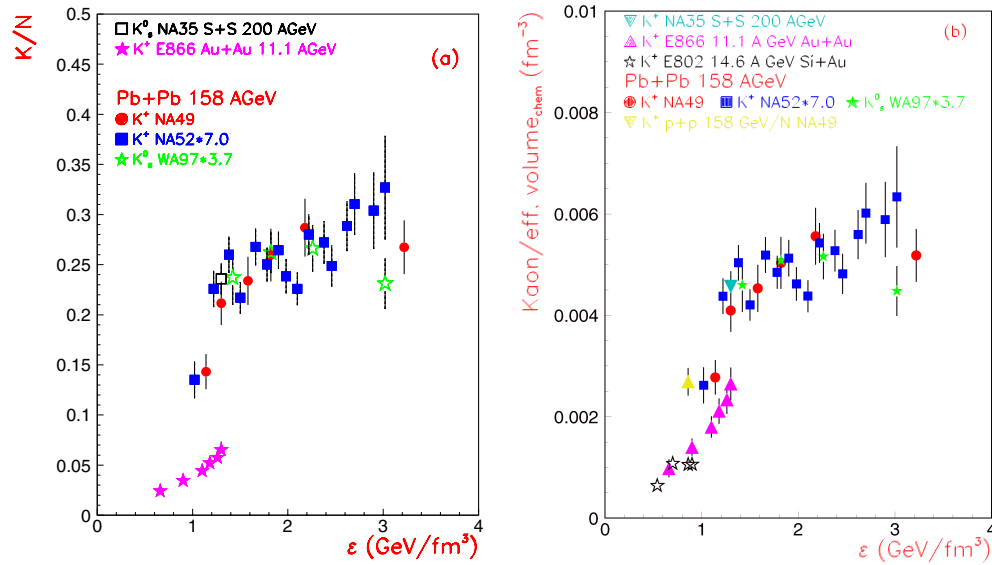 K/N
0.5
0.45
0.4
0.35
0.3
0.25
0.2
0.15
0.1
0.05
0
0 1 2 3 4
ε (GeV/fm³)
(a)
K⁰ₛ NA35 S+S 200 AGeV
K⁺ E866 Au+Au 11.1 AGeV
Pb+Pb 158 AGeV
K⁺ NA49
K⁺ NA52*7.0
K⁰ₛ WA97*3.7
Kaon/eff. volume_chem (fm⁻³)
0.01
0.008
0.006
0.004
0.002
0
0 1 2 3 4
ε (GeV/fm³)
(b)
K⁺ NA35 S+S 200 AGeV
K⁺ E866 11.1 A GeV Au+Au
K⁺ E802 14.6 A GeV Si+Au
Pb+Pb 158 AGeV
K⁺ NA49 K⁺ NA52*7.0 K⁰ₛ WA97*3.7
K⁺ p+p 158 GeV/N NA49